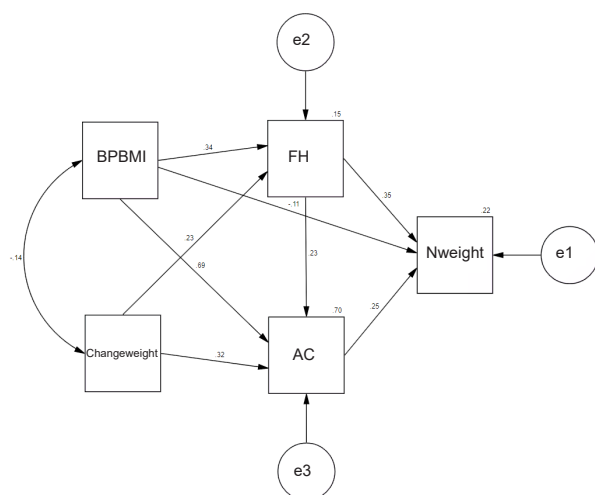 e2
.15
BPBMI
.34
FH
.35
-.11
.22
.23
Nweight
e1
-.14
.69
.23
.70
.25
Changeweight
.32
AC
e3